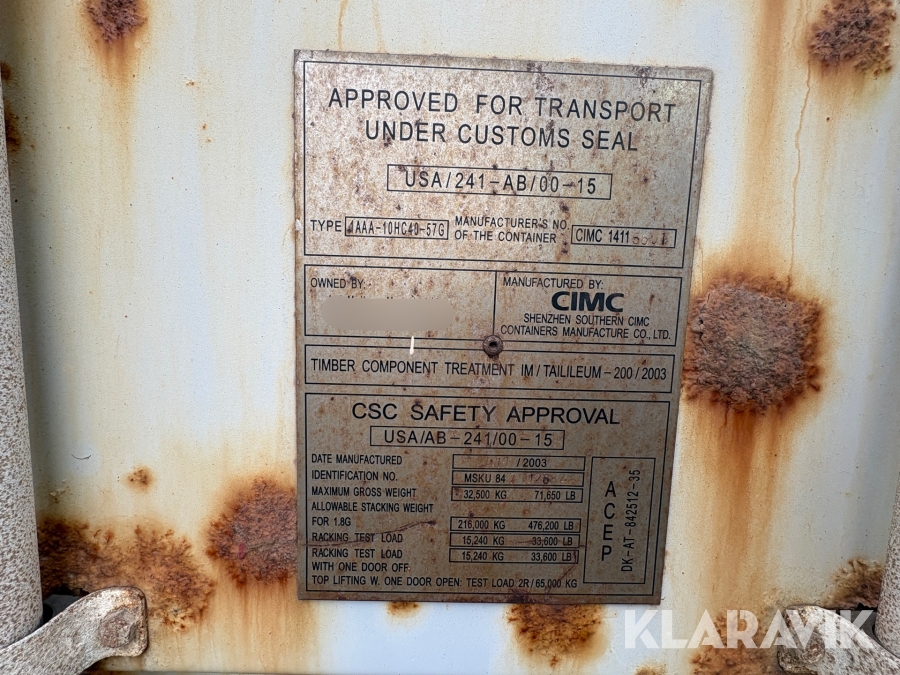 APPROVED FOR TRANSPORT
UNDER CUSTOMS SEAL
USA/241-AB/00-15
TYPE 1AAA-10HC40-57G MANUFACTURER'S NO. OF THE CONTAINER CIMC 1411
OWNED BY:
MANUFACTURED BY:
CIMC
SHENZHEN SOUTHERN CIMC
CONTAINERS MANUFACTURE CO., LTD.
TIMBER COMPONENT TREATMENT IM/TAILILEUM-200/2003
CSC SAFETY APPROVAL
USA/AB-241/00-15
DATE MANUFACTURED /2003
IDENTIFICATION NO. MSKU 84
MAXIMUM GROSS WEIGHT 32,500 KG 71,650 LB
ALLOWABLE STACKING WEIGHT
FOR 1.8G 216,000 KG 476,200 LB
RACKING TEST LOAD 15,240 KG 33,600 LB
RACKING TEST LOAD 15,240 KG 33,600 LB
WITH ONE DOOR OFF:
TOP LIFTING W. ONE DOOR OPEN: TEST LOAD 2R/65,000 KG
ACEP
DK-AT-842512-35
KLARAVIK